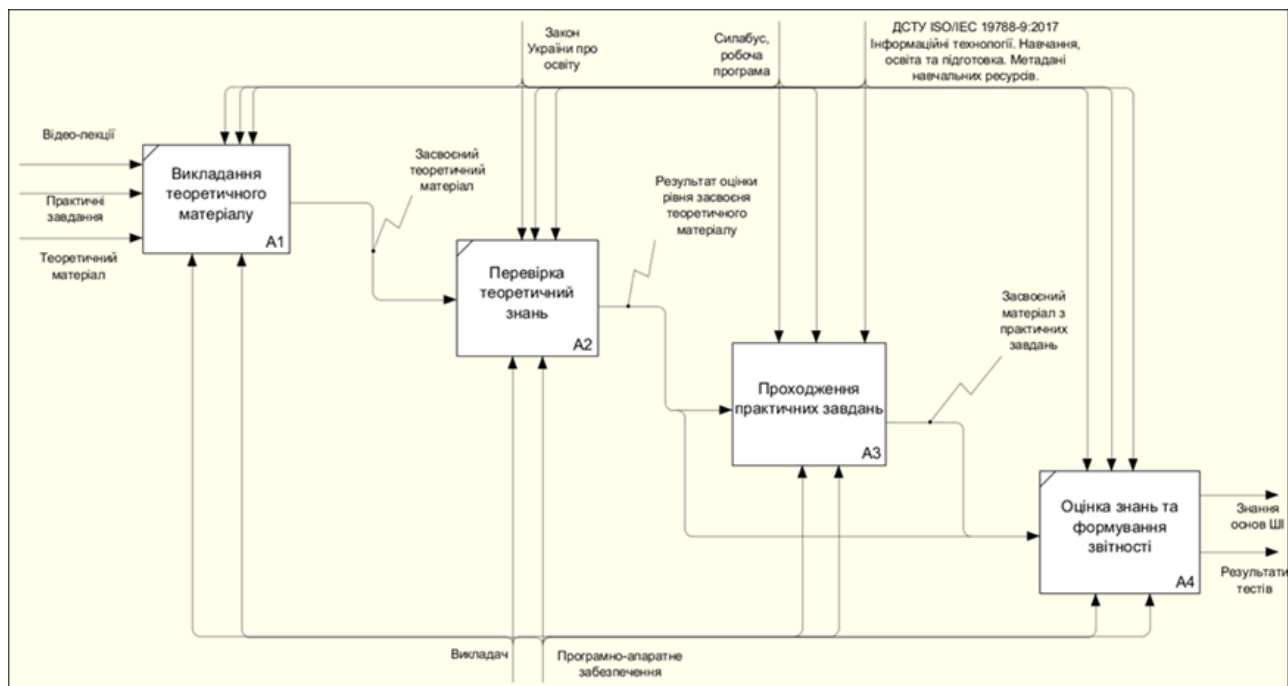 Закон
України про
освіту
Силабус,
робоча
програма
ДСТУ ISO/IEC 19788-9:2017
Інформаційні технології. Навчання,
освіта та підготовка. Метадані
навчальних ресурсів.
Відео-лекції
Практичні
завдання
Теоретичний
матеріал
Викладання
теоретичного
матеріалу
A1
Засвоєний
теоретичний
матеріал
Перевірка
теоретичний
знань
A2
Результат оцінки
рівня засвоєня
теоретичного
матеріалу
Проходження
практичних завдань
A3
Засвоєний
матеріал з
практичних
завдань
Оцінка знань та
формування
звітності
A4
Знання
основ ШІ
Результати
тестів
Викладач
Програмно-апаратне
забезпечення